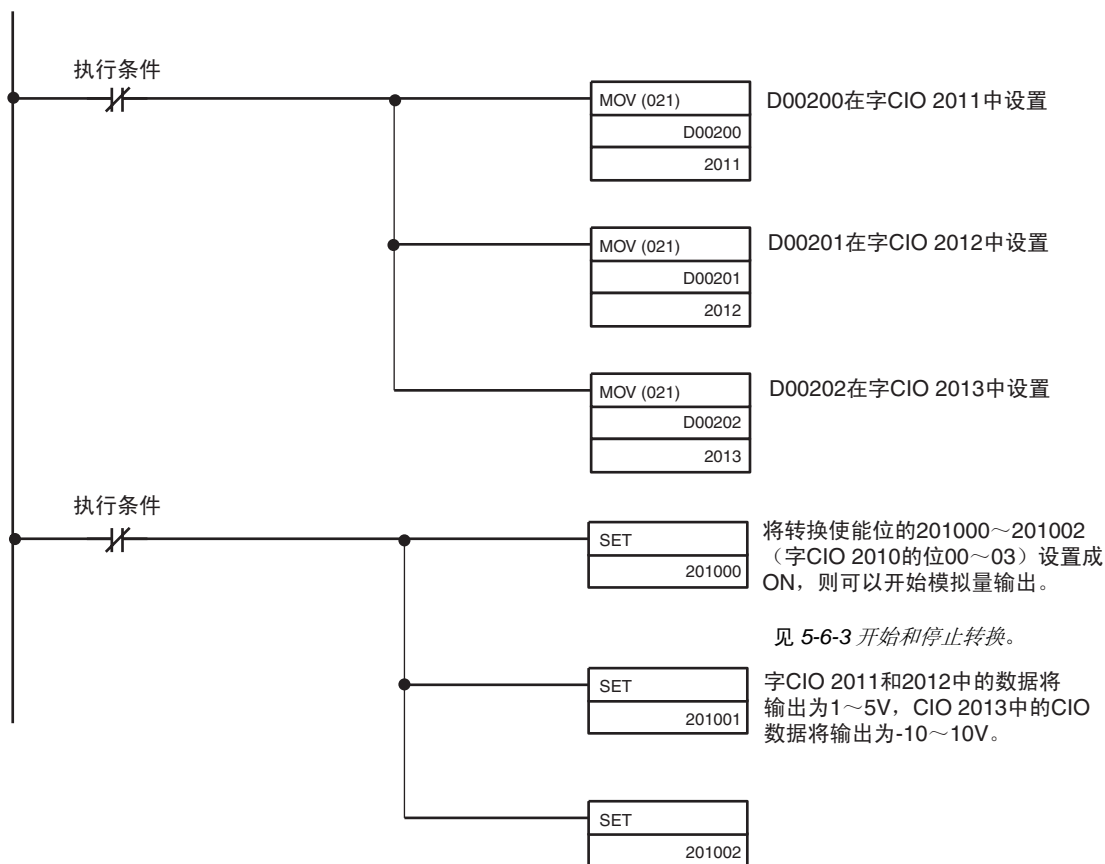 执行条件
MOV (021)
D00200
2011
D00200在字CIO 2011中设置
MOV (021)
D00201
2012
D00201在字CIO 2012中设置
MOV (021)
D00202
2013
D00202在字CIO 2013中设置
执行条件
SET
201000
将转换使能位的201000～201002
（字CIO 2010的位00～03）设置成
ON，则可以开始模拟量输出。
见 5-6-3 开始和停止转换。
SET
201001
字CIO 2011和2012中的数据将
输出为1～5V，CIO 2013中的CIO
数据将输出为-10～10V。
SET
201002